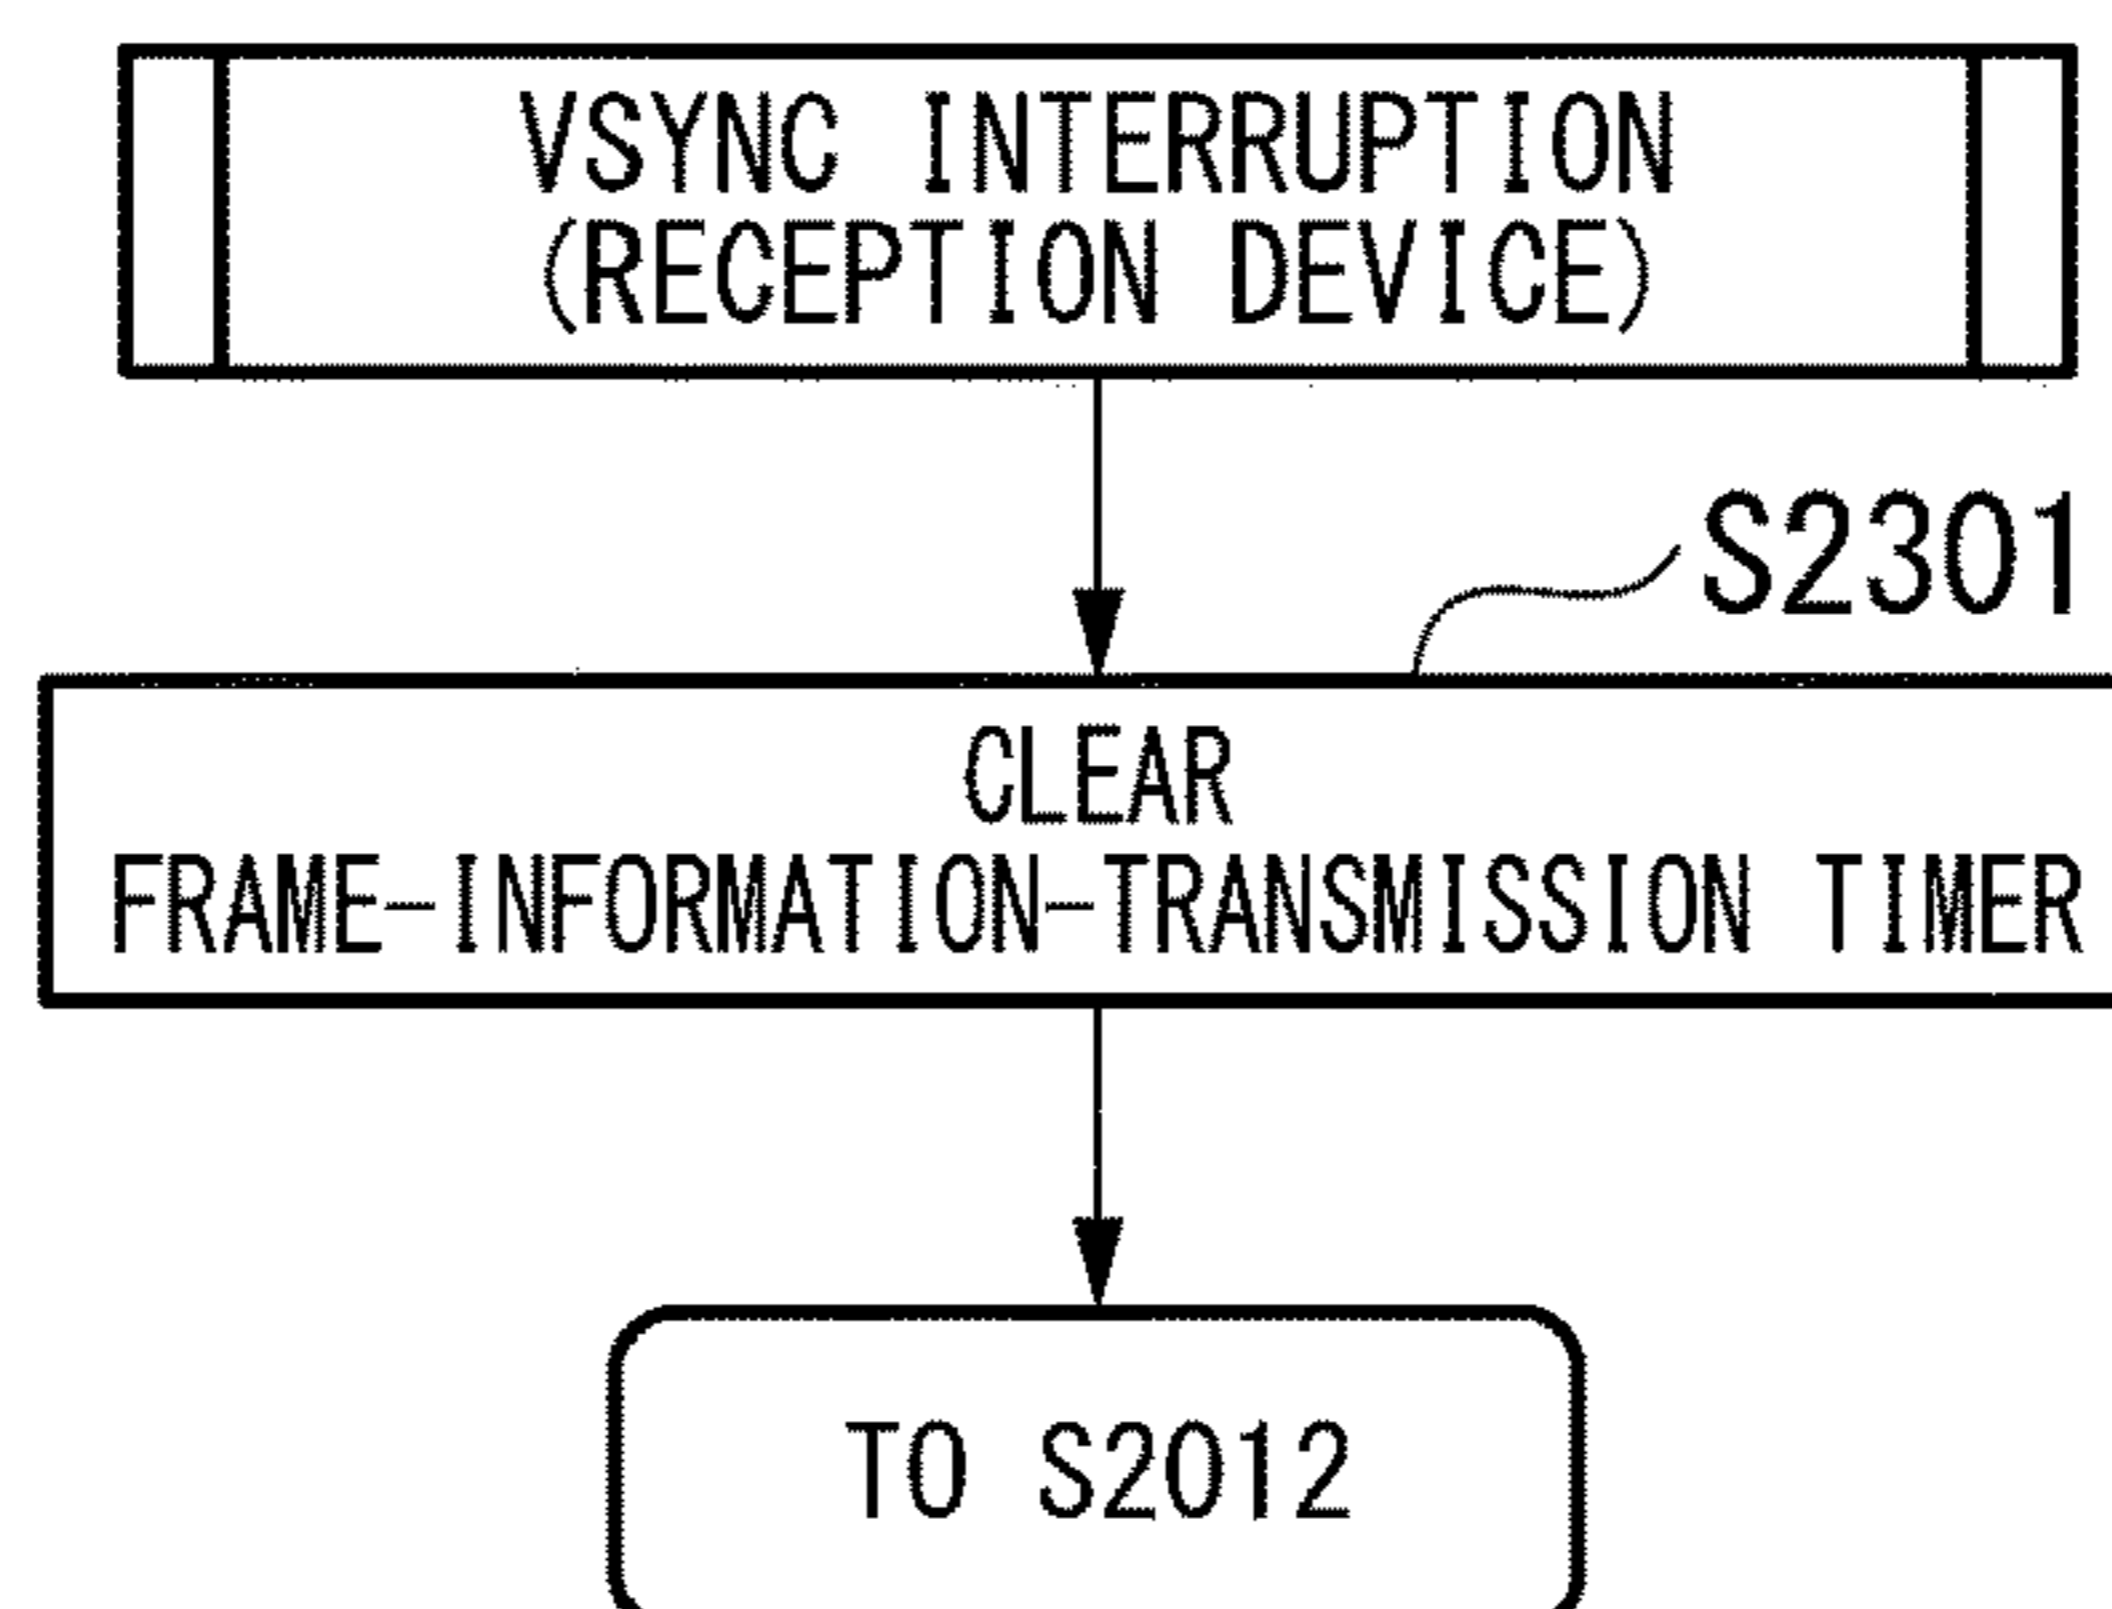 VSYNC INTERRUPTION
(RECEPTION DEVICE)
S2301
CLEAR
FRAME-INFORMATION-TRANSMISSION TIMER
TO S2012